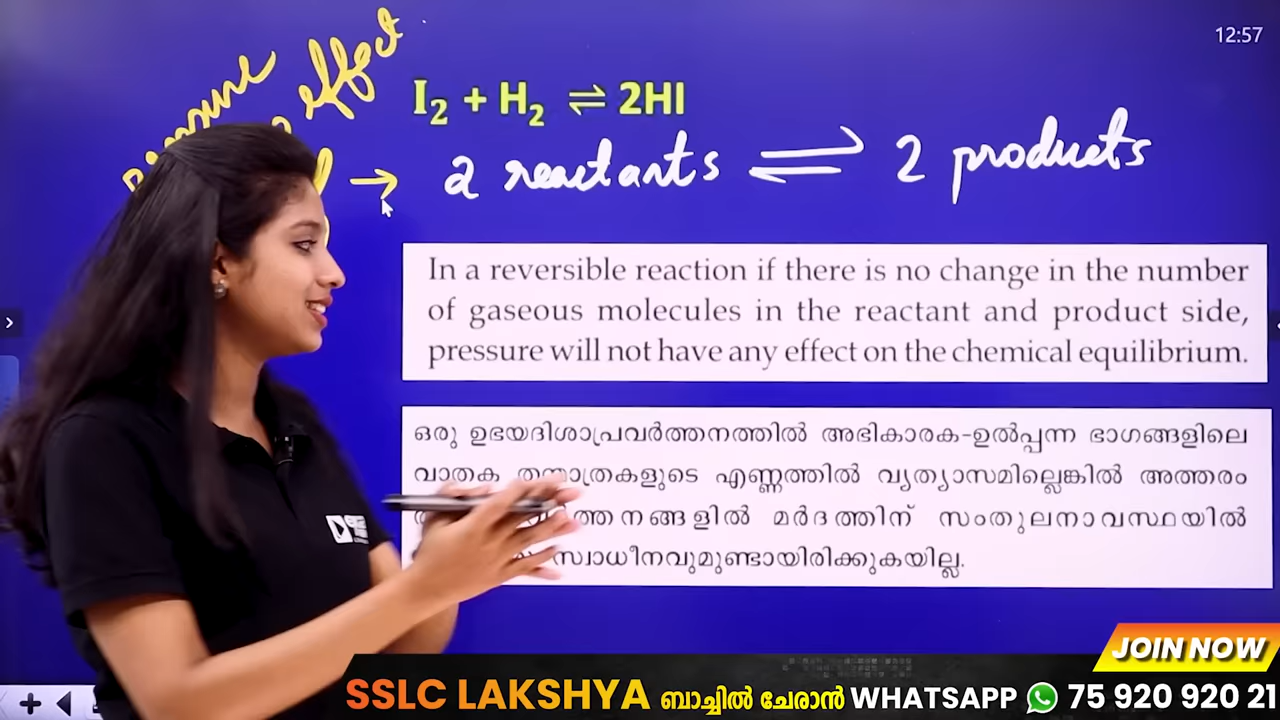 12:57
effect
I₂ + H₂ ⇌ 2HI
→ 2 reactants ⇌ 2 products
In a reversible reaction if there is no change in the number
of gaseous molecules in the reactant and product side,
pressure will not have any effect on the chemical equilibrium.
ഒരു ഉഭയദിശാപ്രവർത്തനത്തിൽ അഭികാരക-ഉൽപ്പന്ന ഭാഗങ്ങളിലെ
വാതക തന്മാത്രകളുടെ എണ്ണത്തിൽ വ്യത്യാസമില്ലെങ്കിൽ അത്തരം
ത്തനങ്ങളിൽ മർദത്തിന് സംതുലനാവസ്ഥയിൽ
സ്വാധീനവുമുണ്ടായിരിക്കുകയില്ല.
JOIN NOW
SSLC LAKSHYA ബാച്ചിൽ ചേരാൻ WHATSAPP 75 920 920 21